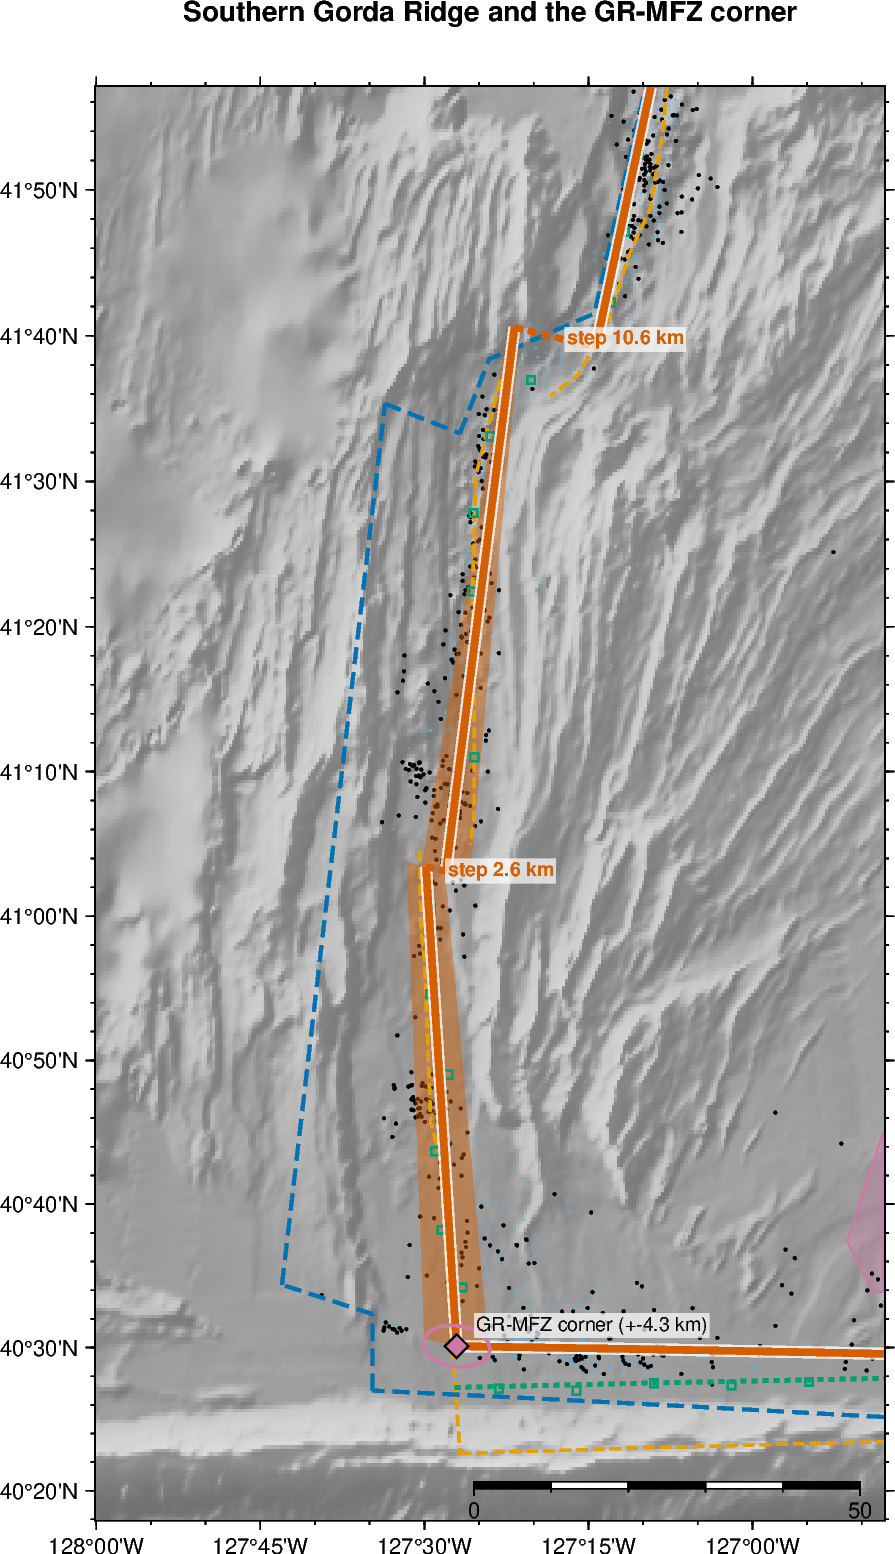 Southern Gorda Ridge and the GR-MFZ corner
41°50'N
41°40'N
step 10.6 km
41°30'N
41°20'N
41°10'N
step 2.6 km
41°00'N
40°50'N
40°40'N
GR-MFZ corner (+-4.3 km)
40°30'N
40°20'N
0 50
128°00'W 127°45'W 127°30'W 127°15'W 127°00'W